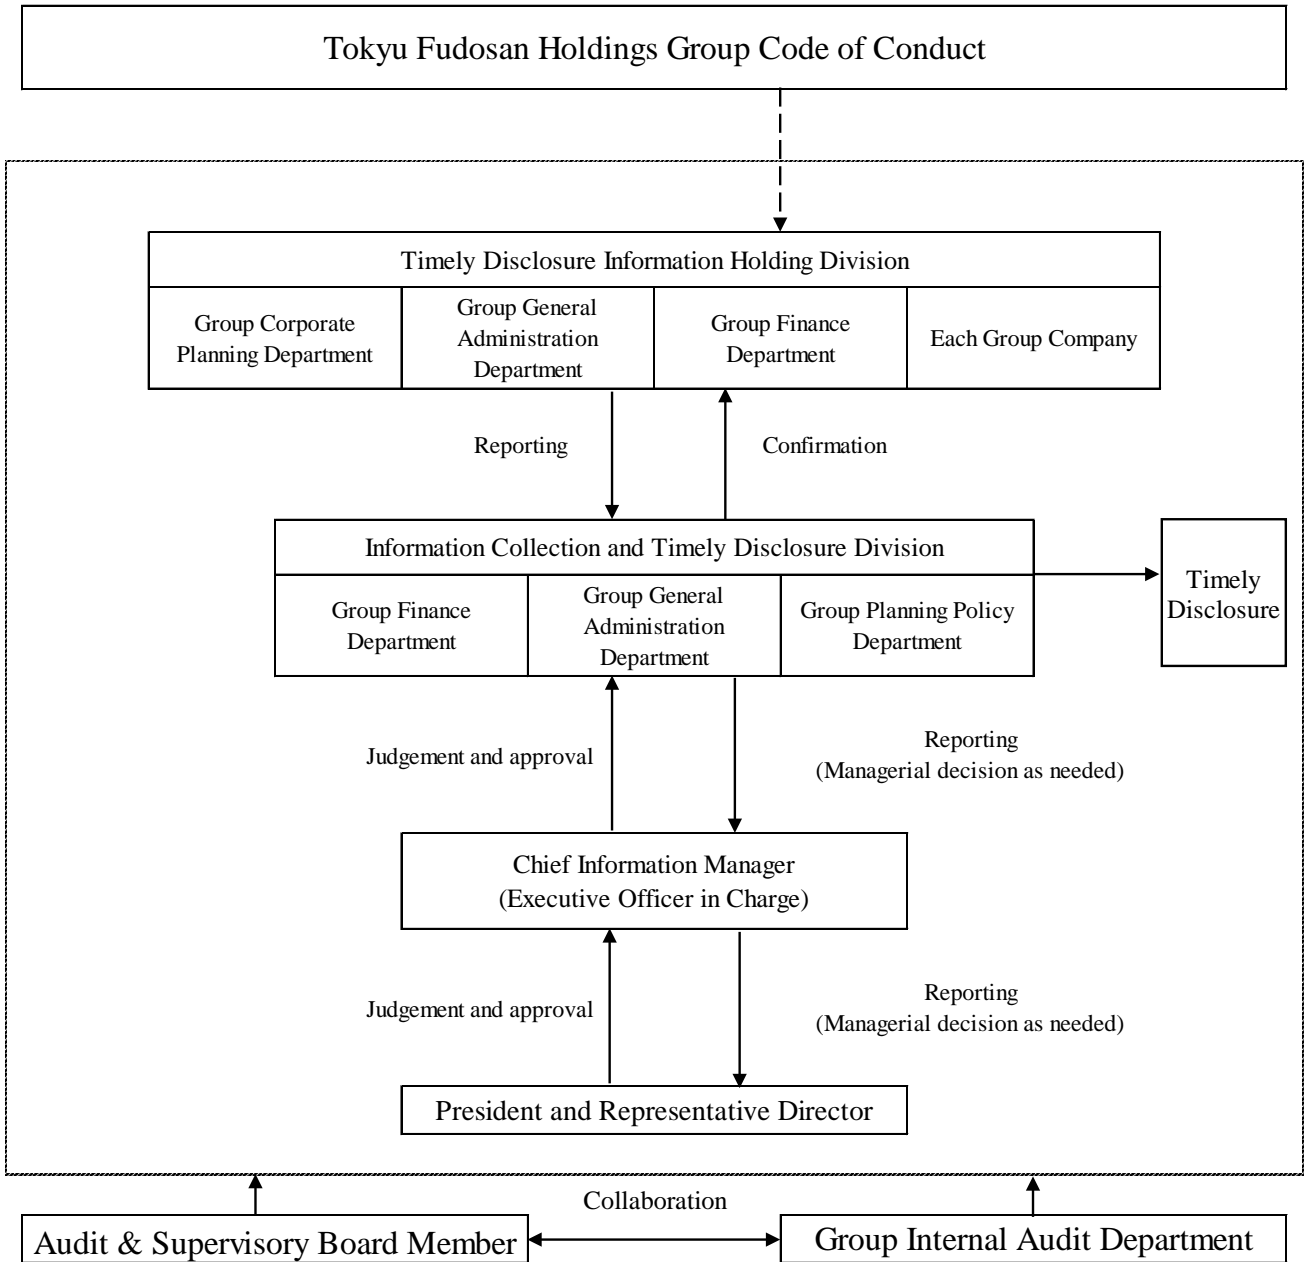 Tokyu Fudosan Holdings Group Code of Conduct
Timely Disclosure Information Holding Division
Group Corporate
Planning Department
Group General
Administration
Department
Group Finance
Department
Each Group Company
Reporting
Confirmation
Information Collection and Timely Disclosure Division
Group Finance
Department
Group General
Administration
Department
Group Planning Policy
Department
Timely
Disclosure
Judgement and approval
Reporting
(Managerial decision as needed)
Chief Information Manager
(Executive Officer in Charge)
Judgement and approval
Reporting
(Managerial decision as needed)
President and Representative Director
Collaboration
Audit & Supervisory Board Member
Group Internal Audit Department